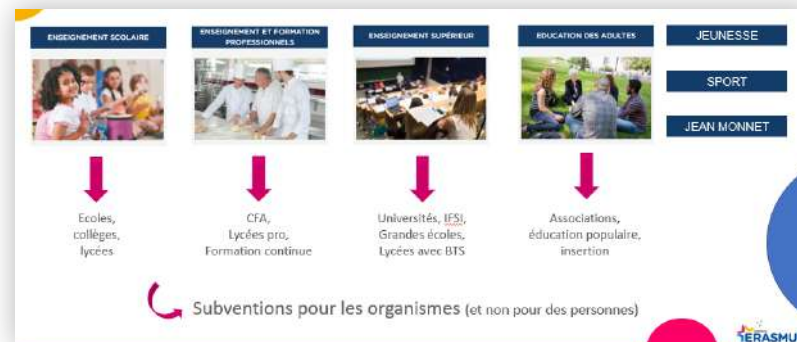 ENSEIGNEMENT SCOLAIRE
ENSEIGNEMENT ET FORMATION
PROFESSIONNELS
ENSEIGNEMENT SUPÉRIEUR
EDUCATION DES ADULTES
JEUNESSE
SPORT
JEAN MONNET
Ecoles,
collèges,
lycées
CFA,
Lycées pro,
Formation continue
Universités, IFSI,
Grandes écoles,
Lycées avec BTS
Associations,
éducation populaire,
insertion
Subventions pour les organismes (et non pour des personnes)
ERASMU